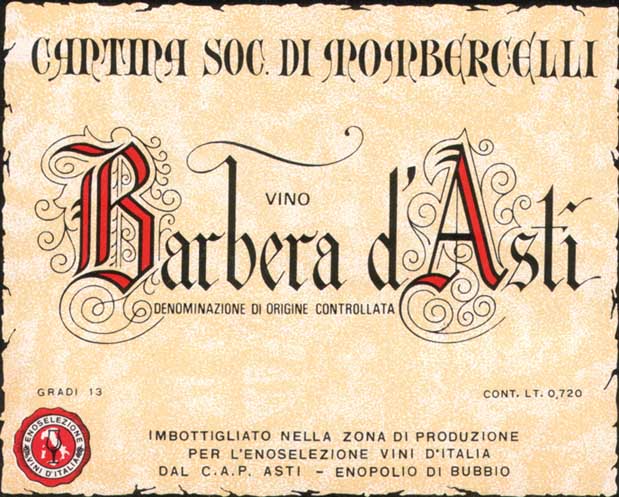 CANTINA SOC. DI MOMBERCELLI
VINO
Barbera d'Asti
DENOMINAZIONE DI ORIGINE CONTROLLATA
GRADI 13
CONT. LT. 0,720
ENOSELEZIONE
VINI D'ITALIA
IMBOTTIGLIATO NELLA ZONA DI PRODUZIONE
PER L'ENOSELEZIONE VINI D'ITALIA
DAL C.A.P. ASTI – ENOPOLIO DI BUBBIO